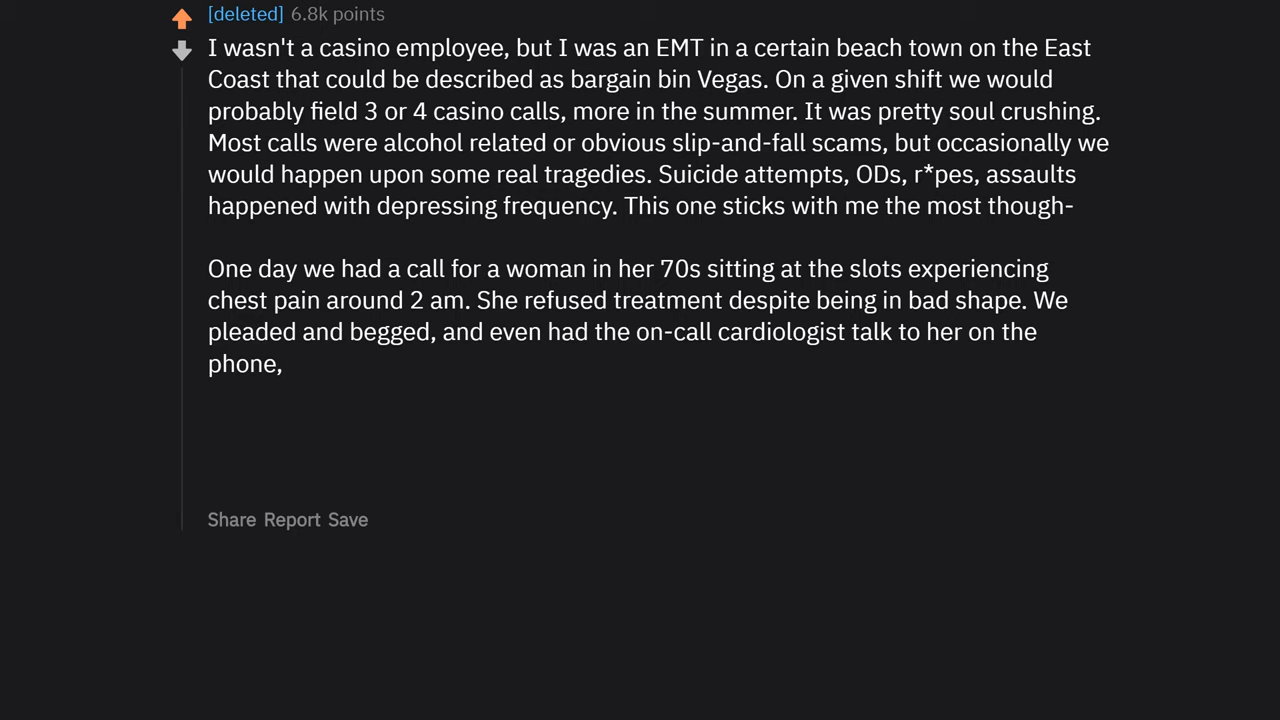 [deleted] 6.8k points
I wasn't a casino employee, but I was an EMT in a certain beach town on the East
Coast that could be described as bargain bin Vegas. On a given shift we would
probably field 3 or 4 casino calls, more in the summer. It was pretty soul crushing.
Most calls were alcohol related or obvious slip-and-fall scams, but occasionally we
would happen upon some real tragedies. Suicide attempts, ODs, r*pes, assaults
happened with depressing frequency. This one sticks with me the most though-
One day we had a call for a woman in her 70s sitting at the slots experiencing
chest pain around 2 am. She refused treatment despite being in bad shape. We
pleaded and begged, and even had the on-call cardiologist talk to her on the
phone,
Share Report Save